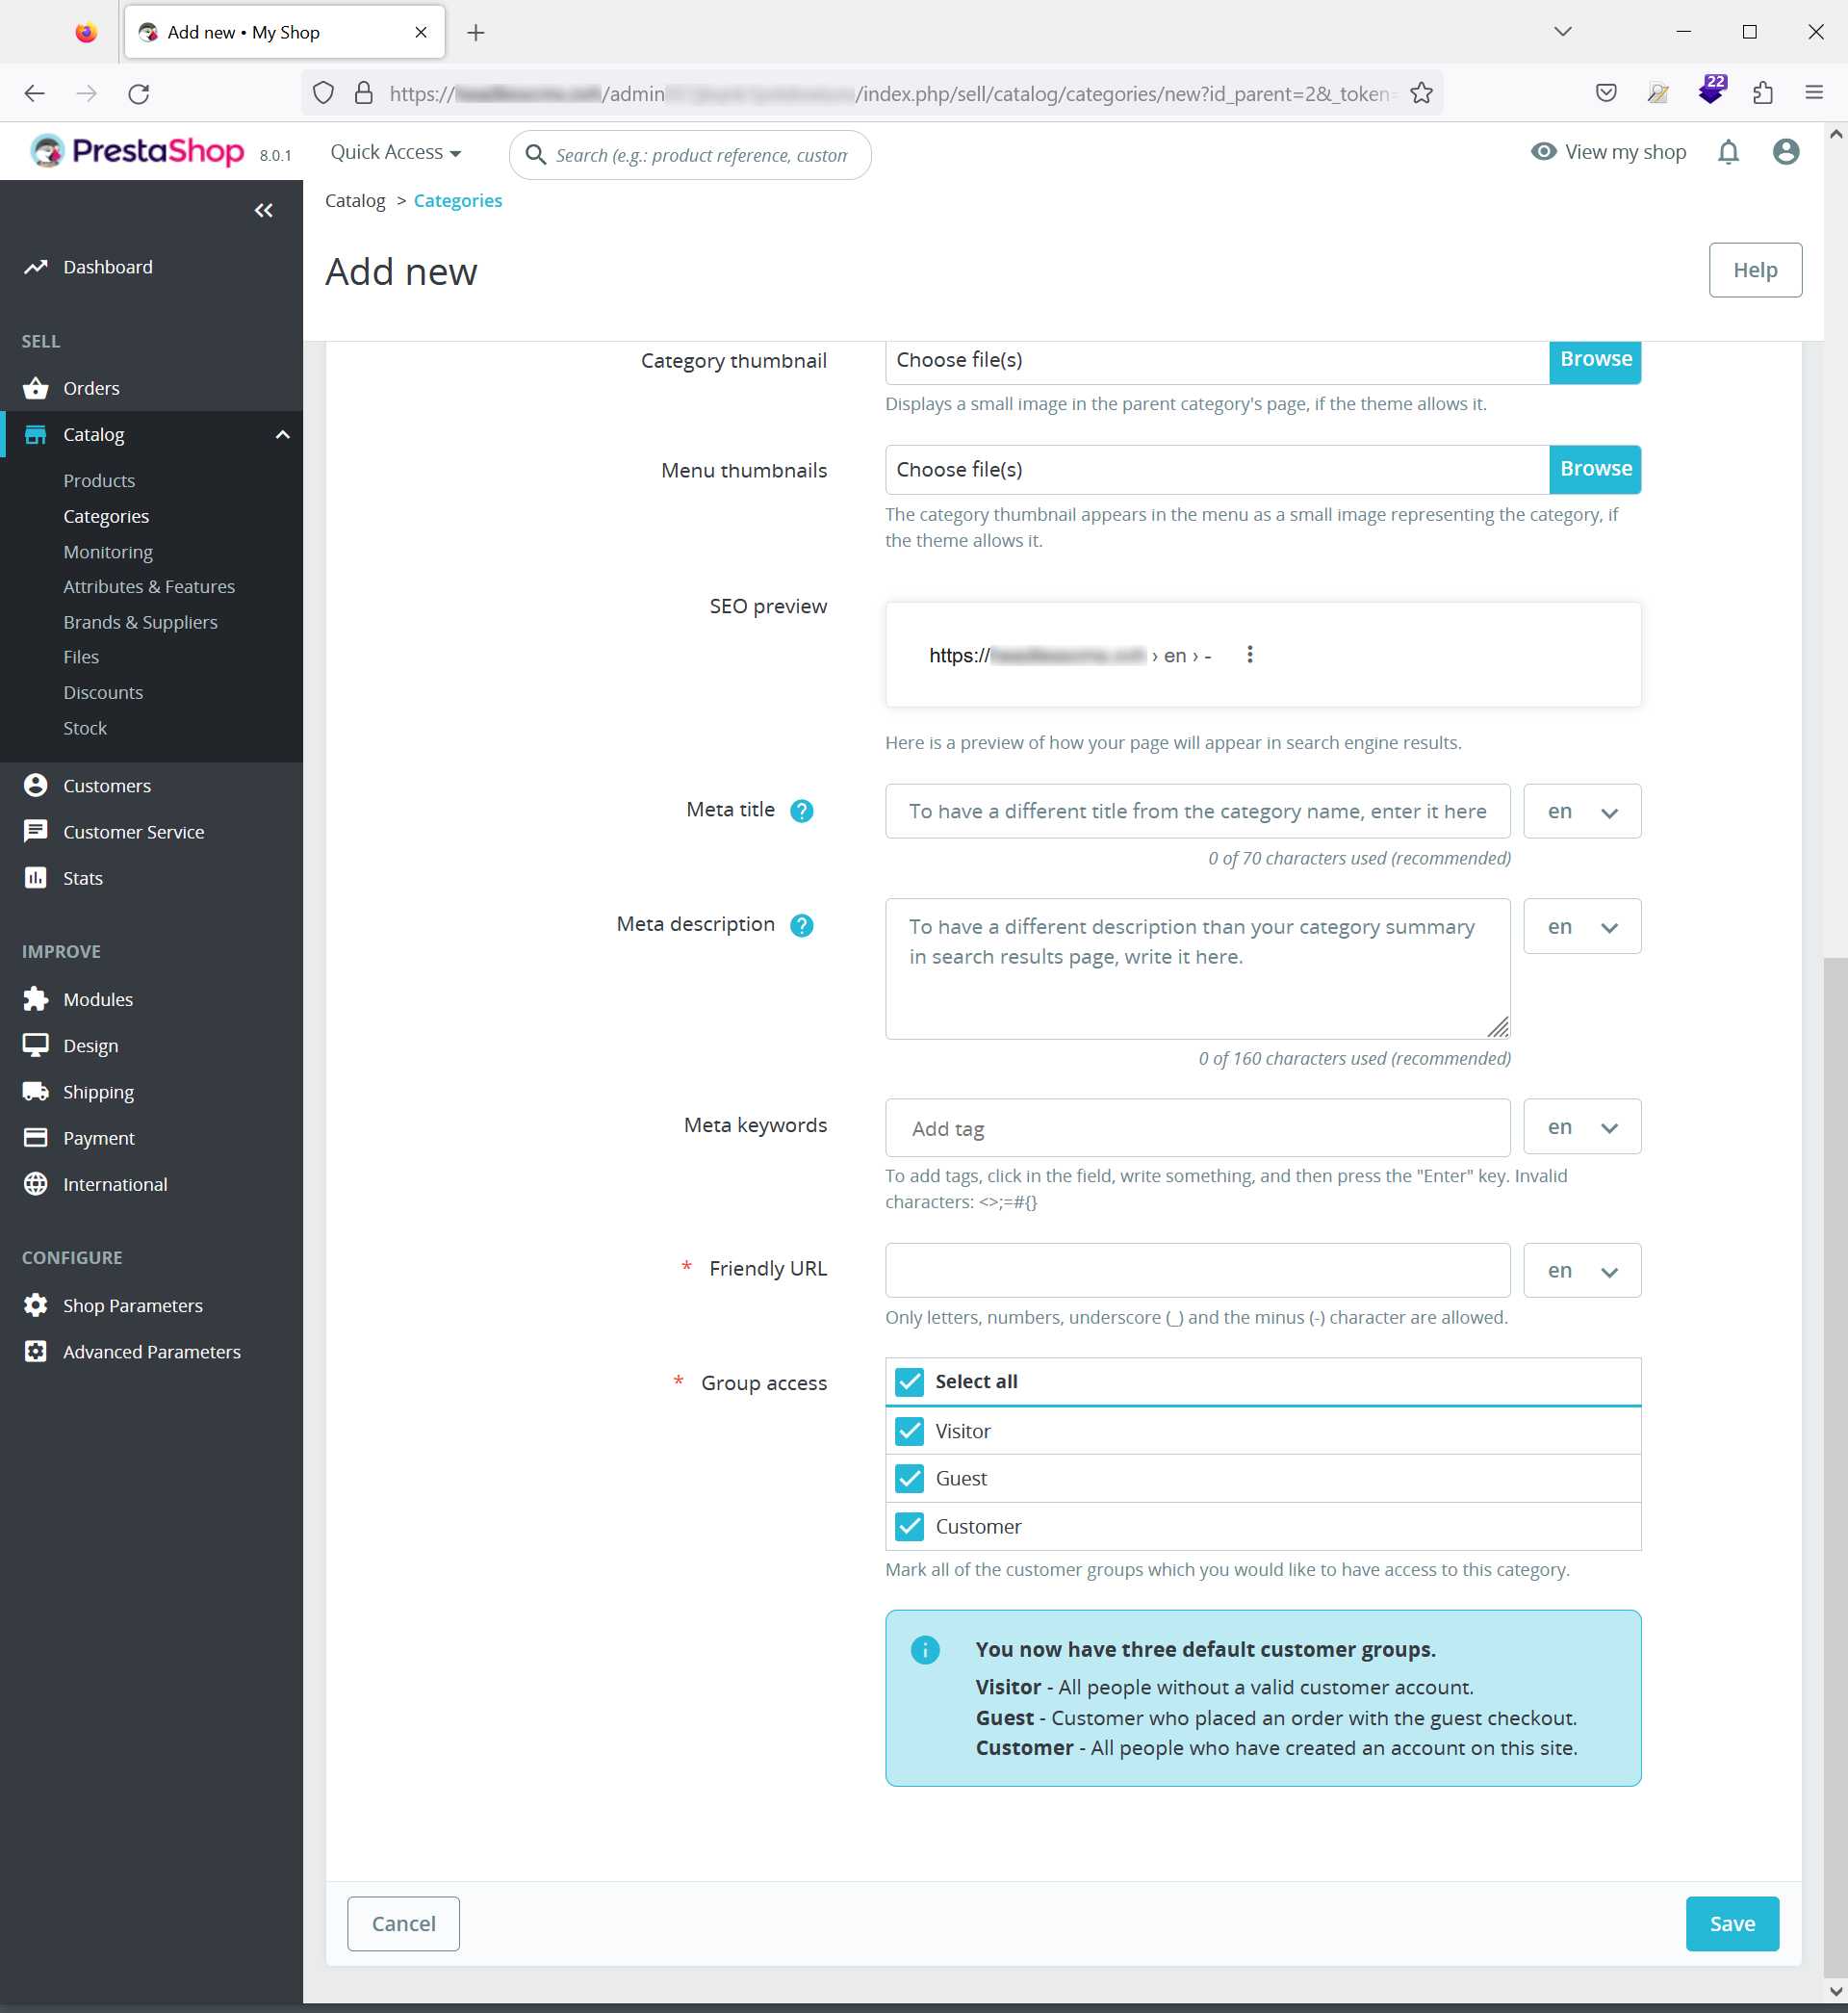 Add new • My Shop
https:// /admin /index.php/sell/catalog/categories/new?id_parent=2&_token=
22
PrestaShop 8.0.1
Quick Access
Search (e.g.: product reference, custom
View my shop
Catalog > Categories
Add new
Help
Dashboard
SELL
Orders
Catalog
Products
Categories
Monitoring
Attributes & Features
Brands & Suppliers
Files
Discounts
Stock
Customers
Customer Service
Stats
IMPROVE
Modules
Design
Shipping
Payment
International
CONFIGURE
Shop Parameters
Advanced Parameters
Category thumbnail
Choose file(s)
Browse
Displays a small image in the parent category's page, if the theme allows it.
Menu thumbnails
Choose file(s)
Browse
The category thumbnail appears in the menu as a small image representing the category, if
the theme allows it.
SEO preview
https:// › en › -
Here is a preview of how your page will appear in search engine results.
Meta title
To have a different title from the category name, enter it here
en
0 of 70 characters used (recommended)
Meta description
To have a different description than your category summary
in search results page, write it here.
en
0 of 160 characters used (recommended)
Meta keywords
Add tag
en
To add tags, click in the field, write something, and then press the "Enter" key. Invalid
characters: <>;=#{}
* Friendly URL
en
Only letters, numbers, underscore (_) and the minus (-) character are allowed.
* Group access
Select all
Visitor
Guest
Customer
Mark all of the customer groups which you would like to have access to this category.
You now have three default customer groups.
Visitor - All people without a valid customer account.
Guest - Customer who placed an order with the guest checkout.
Customer - All people who have created an account on this site.
Cancel
Save